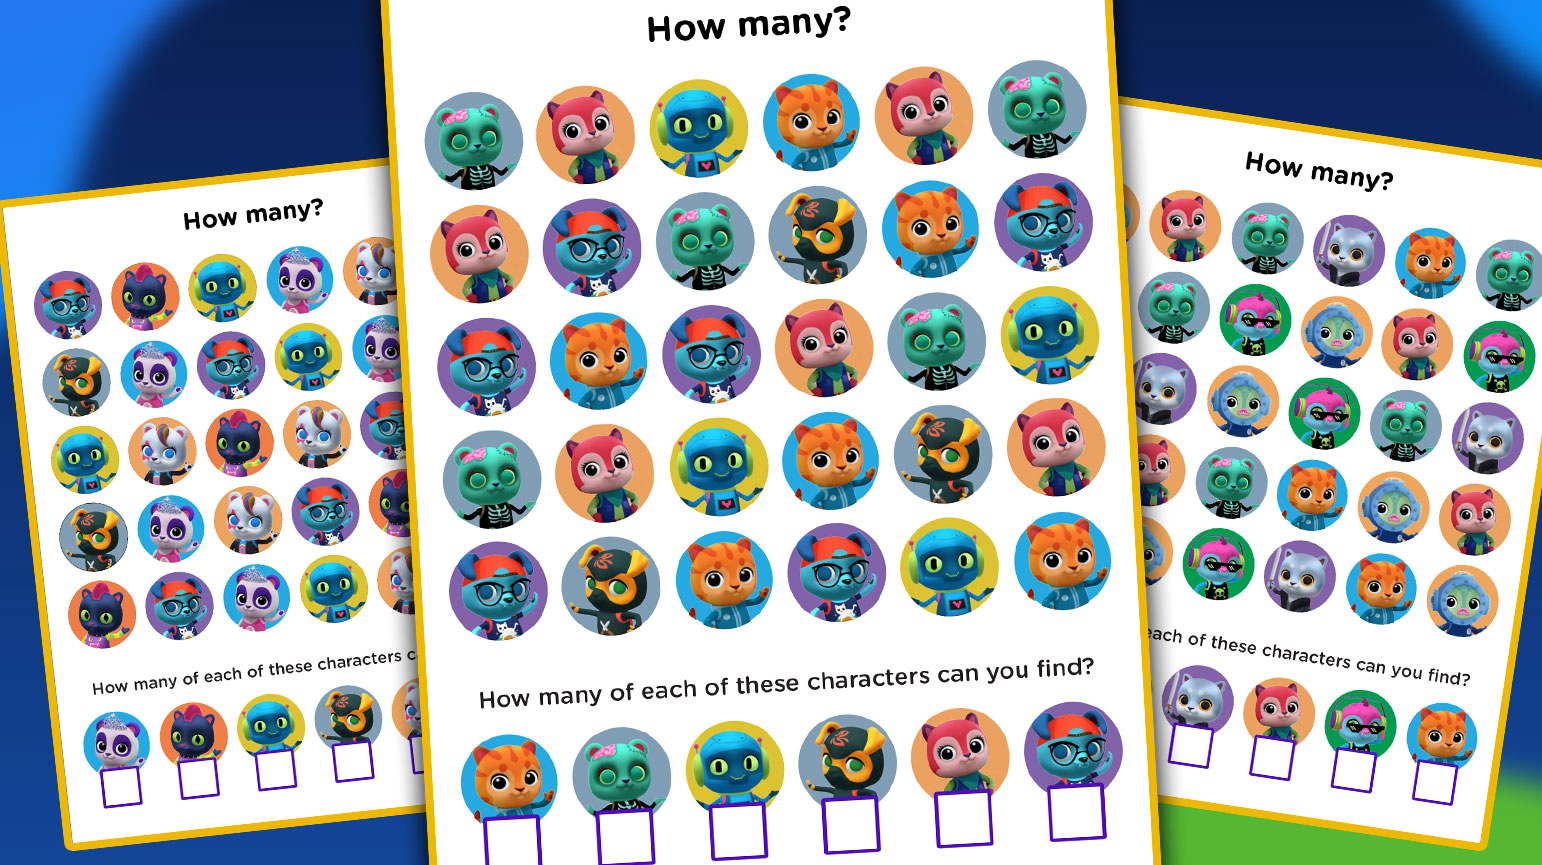 How many?
How many of each of these characters c
How many?
How many of each of these characters can you find?
How many?
each of these characters can you find?